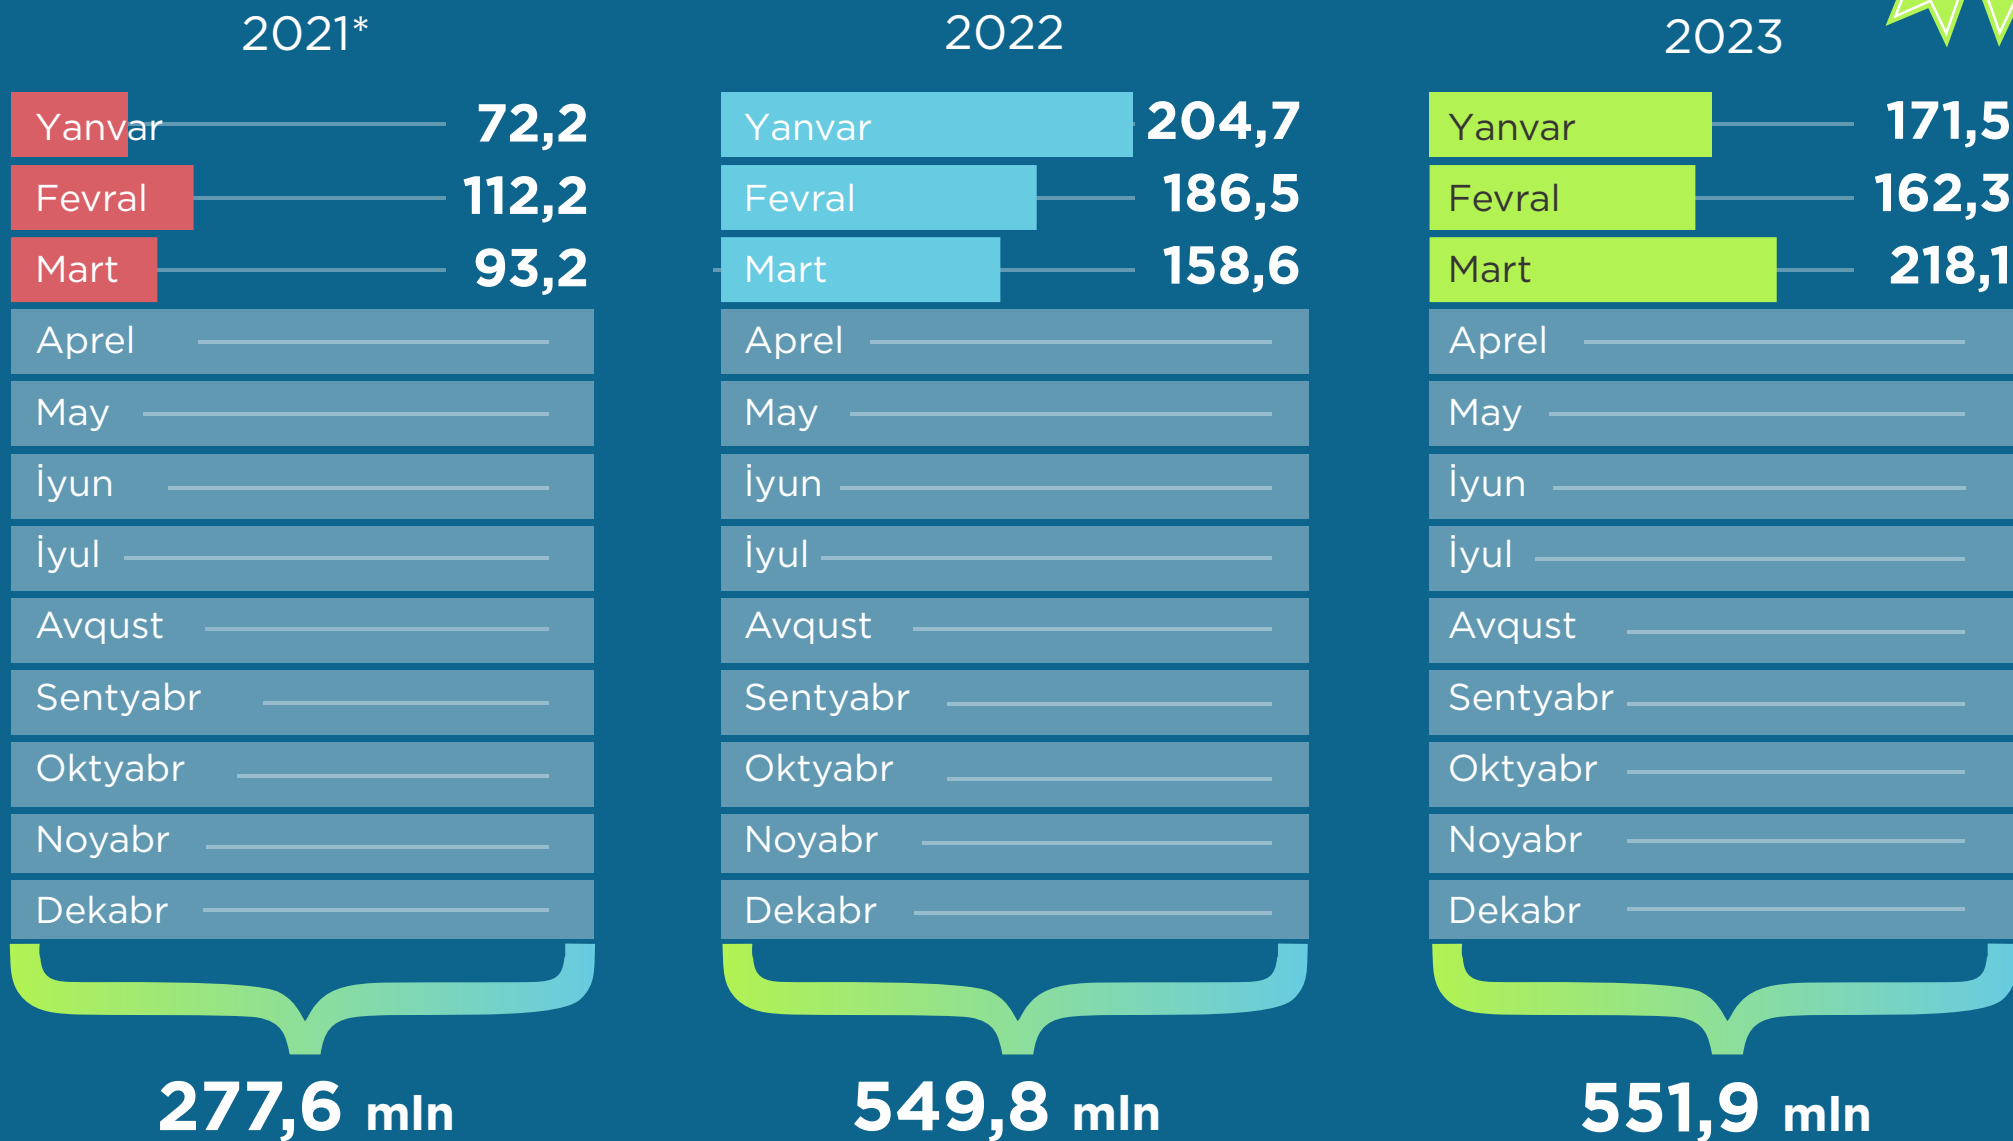 2021*
Yanvar 72,2
Fevral 112,2
Mart 93,2
Aprel
May
İyun
İyul
Avqust
Sentyabr
Oktyabr
Noyabr
Dekabr
277,6 mln
2022
Yanvar 204,7
Fevral 186,5
Mart 158,6
Aprel
May
İyun
İyul
Avqust
Sentyabr
Oktyabr
Noyabr
Dekabr
549,8 mln
2023
Yanvar 171,5
Fevral 162,3
Mart 218,1
Aprel
May
İyun
İyul
Avqust
Sentyabr
Oktyabr
Noyabr
Dekabr
551,9 mln